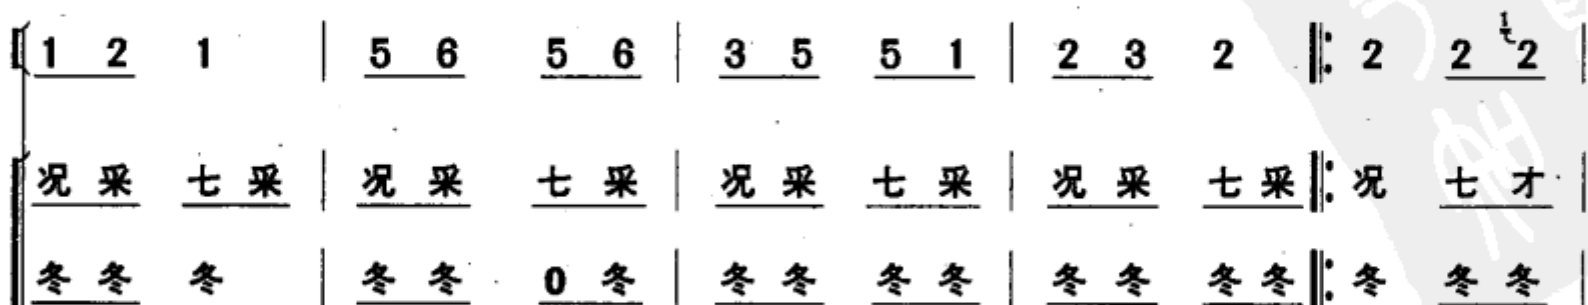 1 2 1 | 5 6 5 6 | 3 5 5 1 | 2 3 2 ‖: 2 2 1 2 |
况 采 七 采 | 况 采 七 采 | 况 采 七 采 | 况 采 七 采 ‖: 况 七 才 |
冬 冬 冬 | 冬 冬 0 冬 | 冬 冬 冬 冬 | 冬 冬 冬 冬 ‖: 冬 冬 冬 |